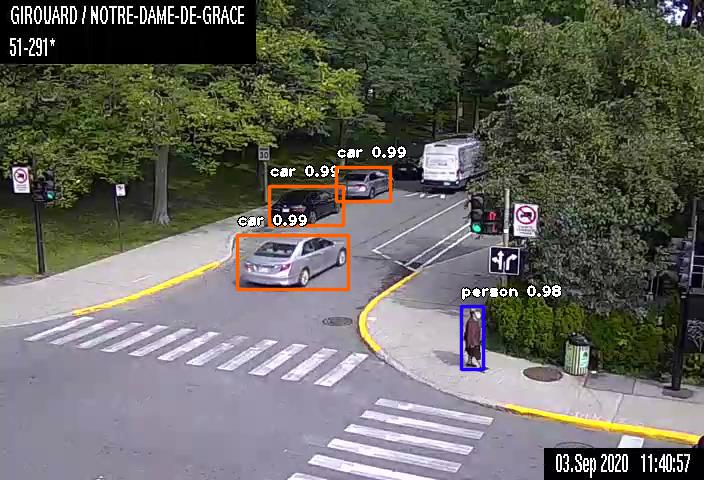 GIROUARD / NOTRE-DAME-DE-GRACE
51-291*
car 0.99
car 0.99
30
car 0.99
person 0.98
03.Sep 2020 11:40:57